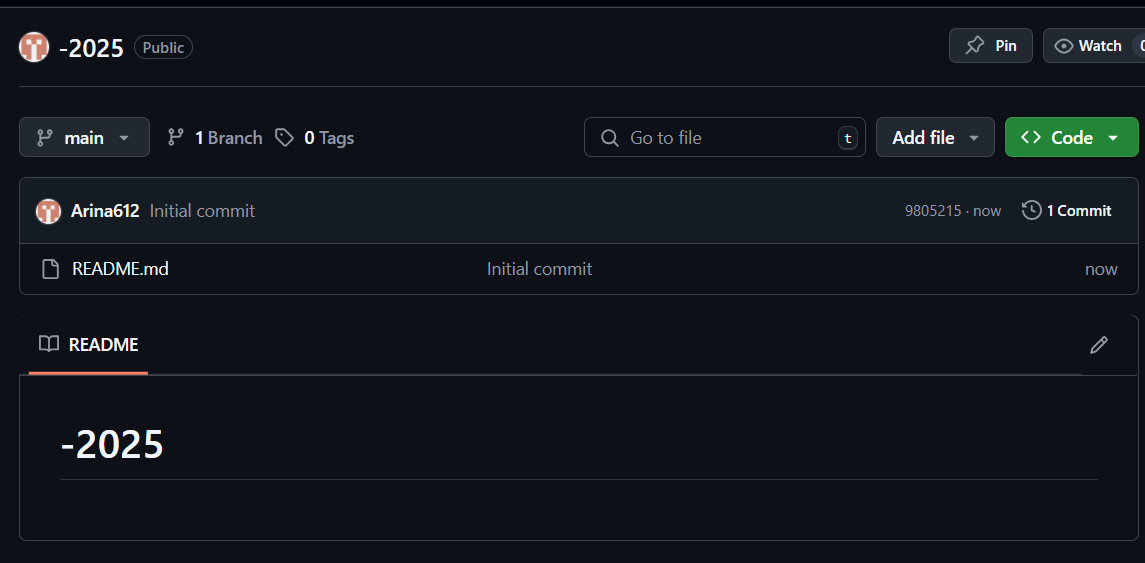 -2025 Public Pin Watch 0
main 1 Branch 0 Tags Go to file t Add file Code
Arina612 Initial commit 9805215 · now 1 Commit
README.md Initial commit now
README
-2025